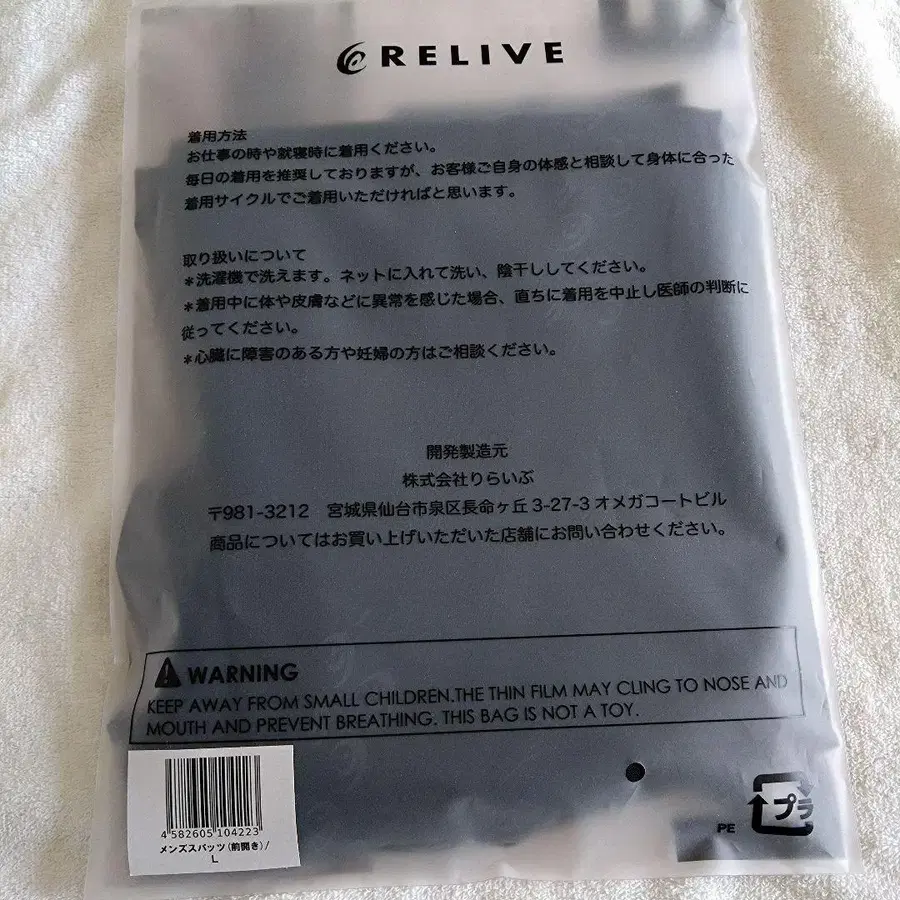 RELIVE
着用方法
お仕事の時や就寝時に着用ください。
毎日の着用を推奨しておりますが、お客様ご自身の体感と相談して身体に合った
着用サイクルでご着用いただければと思います。
取り扱いについて
*洗濯機で洗えます。ネットに入れて洗い、陰干ししてください。
*着用中に体や皮膚などに異常を感じた場合、直ちに着用を中止し医師の判断に
従ってください。
*心臓に障害のある方や妊婦の方はご相談ください。
開発製造元
株式会社りらいぶ
〒981-3212 宮城県仙台市泉区長命ヶ丘3-27-3 オメガコートビル
商品についてはお買い上げいただいた店舗にお問い合わせください。
WARNING
KEEP AWAY FROM SMALL CHILDREN.THE THIN FILM MAY CLING TO NOSE AND
MOUTH AND PREVENT BREATHING. THIS BAG IS NOT A TOY.
4 582605 104223
メンズスパッツ(前開き)/
L
PE
プラ